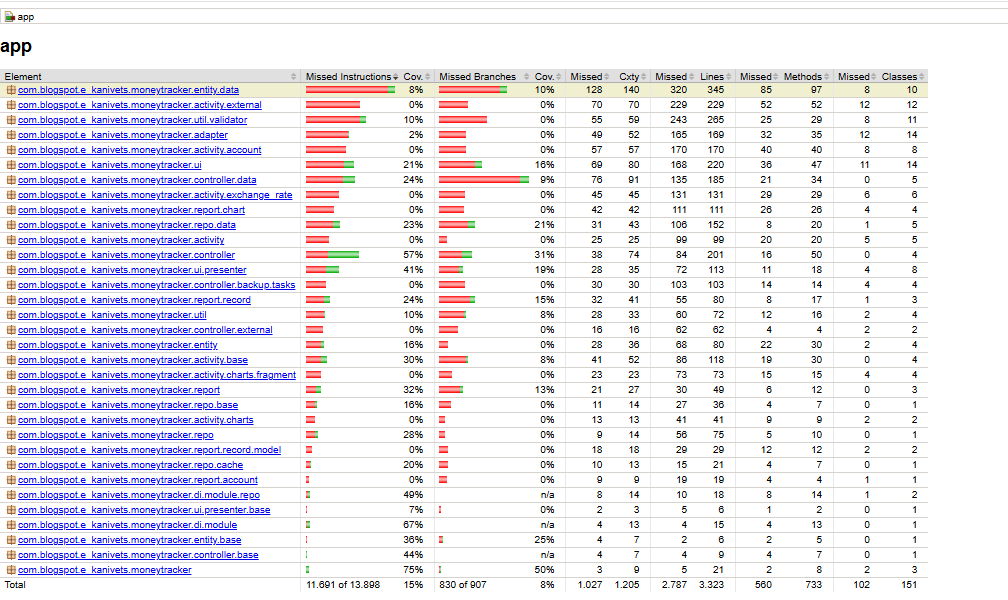 app
app
Element Missed Instructions Cov. Missed Branches Cov. Missed Cxty Missed Lines Missed Methods Missed Classes
com.blogspot.e_kanivets.moneytracker.entity.data 8% 10% 128 140 320 345 85 97 8 10
com.blogspot.e_kanivets.moneytracker.activity.external 0% 0% 70 70 229 229 52 52 12 12
com.blogspot.e_kanivets.moneytracker.util.validator 10% 0% 55 59 243 265 25 29 8 11
com.blogspot.e_kanivets.moneytracker.adapter 2% 0% 49 52 165 169 32 35 12 14
com.blogspot.e_kanivets.moneytracker.activity.account 0% 0% 57 57 170 170 40 40 8 8
com.blogspot.e_kanivets.moneytracker.ui 21% 16% 69 80 168 220 36 47 11 14
com.blogspot.e_kanivets.moneytracker.controller.data 24% 9% 76 91 135 185 21 34 0 5
com.blogspot.e_kanivets.moneytracker.activity.exchange_rate 0% 0% 45 45 131 131 29 29 6 6
com.blogspot.e_kanivets.moneytracker.report.chart 0% 0% 42 42 111 111 26 26 4 4
com.blogspot.e_kanivets.moneytracker.repo.data 23% 21% 31 43 106 152 8 20 1 5
com.blogspot.e_kanivets.moneytracker.activity 0% 0% 25 25 99 99 20 20 5 5
com.blogspot.e_kanivets.moneytracker.controller 57% 31% 38 74 84 201 16 50 0 4
com.blogspot.e_kanivets.moneytracker.ui.presenter 41% 19% 28 35 72 113 11 18 4 8
com.blogspot.e_kanivets.moneytracker.controller.backup.tasks 0% 0% 30 30 103 103 14 14 4 4
com.blogspot.e_kanivets.moneytracker.report.record 24% 15% 32 41 55 80 8 17 1 3
com.blogspot.e_kanivets.moneytracker.util 10% 8% 28 33 60 72 12 16 2 4
com.blogspot.e_kanivets.moneytracker.controller.external 0% 0% 16 16 62 62 4 4 2 2
com.blogspot.e_kanivets.moneytracker.entity 16% 0% 28 36 68 80 22 30 2 4
com.blogspot.e_kanivets.moneytracker.activity.base 30% 8% 41 52 86 118 19 30 0 4
com.blogspot.e_kanivets.moneytracker.activity.charts.fragment 0% 0% 23 23 73 73 15 15 4 4
com.blogspot.e_kanivets.moneytracker.report 32% 13% 21 27 30 49 6 12 0 3
com.blogspot.e_kanivets.moneytracker.repo.base 16% 0% 11 14 27 36 4 7 0 1
com.blogspot.e_kanivets.moneytracker.activity.charts 0% 0% 13 13 41 41 9 9 2 2
com.blogspot.e_kanivets.moneytracker.repo 28% 0% 9 14 56 75 5 10 0 1
com.blogspot.e_kanivets.moneytracker.report.record.model 0% 0% 18 18 29 29 12 12 2 2
com.blogspot.e_kanivets.moneytracker.repo.cache 20% 0% 10 13 15 21 4 7 0 1
com.blogspot.e_kanivets.moneytracker.report.account 0% 0% 9 9 19 19 4 4 1 1
com.blogspot.e_kanivets.moneytracker.di.module.repo 49% n/a 8 14 10 18 8 14 1 2
com.blogspot.e_kanivets.moneytracker.ui.presenter.base 7% 0% 2 3 5 6 1 2 0 1
com.blogspot.e_kanivets.moneytracker.di.module 67% n/a 4 13 4 15 4 13 0 1
com.blogspot.e_kanivets.moneytracker.entity.base 36% 25% 4 7 2 6 2 5 0 1
com.blogspot.e_kanivets.moneytracker.controller.base 44% n/a 4 7 4 9 4 7 0 1
com.blogspot.e_kanivets.moneytracker 75% 50% 3 9 5 21 2 8 2 3
Total 11.691 of 13.898 15% 830 of 907 8% 1.027 1.205 2.787 3.323 560 733 102 151